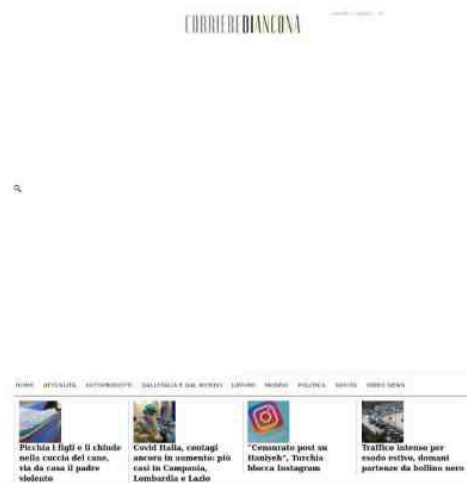 CORRIEREDIANCONA
HOME ATTUALITÀ AUTOPRODOTTI DALL'ITALIA E DAL MONDO LAVORO MONDO POLITICA SALUTE VIDEO NEWS
Picchia i figli e li chiude
nella cuccia del cane,
via da casa il padre
violento
Covid Italia, contagi
ancora in aumento: più
casi in Campania,
Lombardia e Lazio
"Censurato post su
Haniyeh", Turchia
blocca Instagram
Traffico intenso per
esodo estivo, domani
partenze da bollino nero